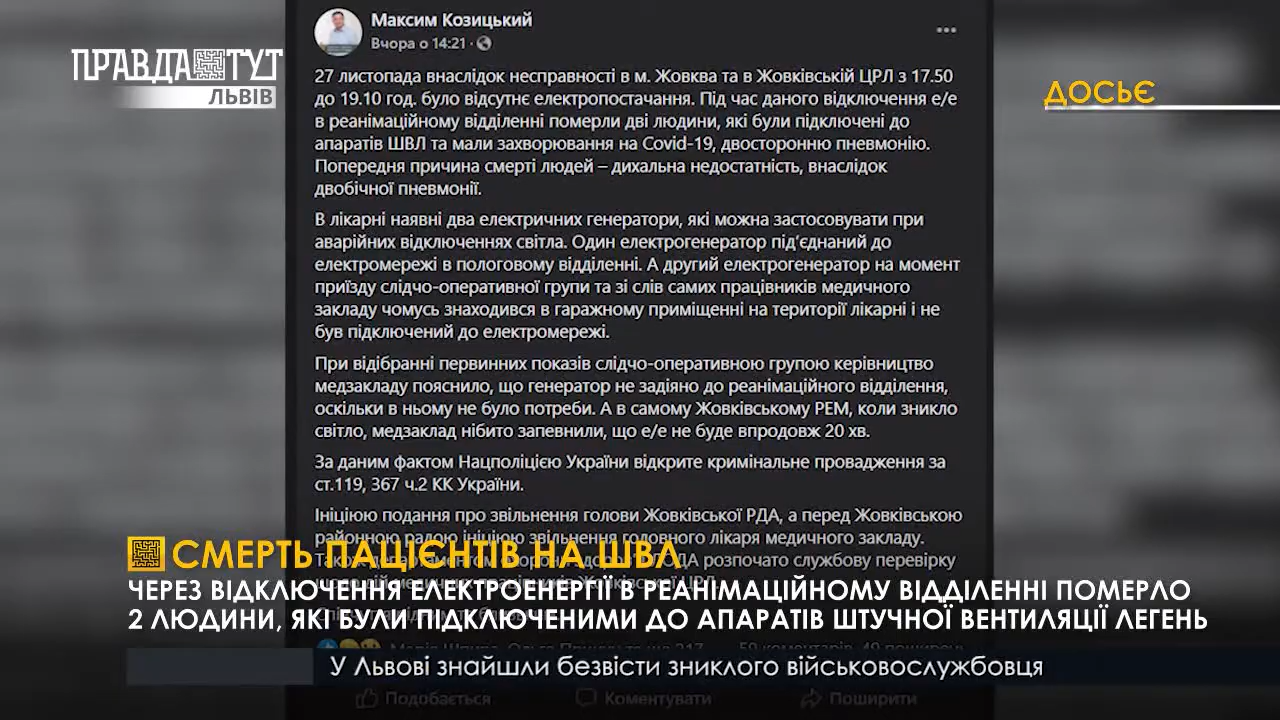 Максим Козицький
Вчора о 14:21 ·
ПРАВДА ТУТ
ЛЬВІВ
ДОСЬЄ
27 листопада внаслідок несправності в м. Жовква та в Жовківській ЦРЛ з 17.50
до 19.10 год. було відсутнє електропостачання. Під час даного відключення е/е
в реанімаційному відділенні померли дві людини, які були підключені до
апаратів ШВЛ та мали захворювання на Covid-19, двосторонню пневмонію.
Попередня причина смерті людей – дихальна недостатність, внаслідок
двобічної пневмонії.
В лікарні наявні два електричних генератори, які можна застосовувати при
аварійних відключеннях світла. Один електрогенератор під’єднаний до
електромережі в пологовому відділенні. А другий електрогенератор на момент
приїзду слідчо-оперативної групи та зі слів самих працівників медичного
закладу чомусь знаходився в гаражному приміщенні на території лікарні і не
був підключений до електромережі.
При відібранні первинних показів слідчо-оперативною групою керівництво
медзакладу пояснило, що генератор не задіяно до реанімаційного відділення,
оскільки в ньому не було потреби. А в самому Жовківському РЕМ, коли зникло
світло, медзаклад нібито запевнили, що е/е не буде впродовж 20 хв.
За даним фактом Нацполіцією України відкрите кримінальне провадження за
ст.119, 367 ч.2 КК України.
Ініціюю подання про звільнення голови Жовківської РДА, а перед Жовківською
районною радою ініціюю звільнення головного лікаря медичного закладу.
розпочато службову перевірку
СМЕРТЬ ПАЦІЄНТІВ НА ШВЛ
ЧЕРЕЗ ВІДКЛЮЧЕННЯ ЕЛЕКТРОЕНЕРГІЇ В РЕАНІМАЦІЙНОМУ ВІДДІЛЕННІ ПОМЕРЛО
2 ЛЮДИНИ, ЯКІ БУЛИ ПІДКЛЮЧЕНИМИ ДО АПАРАТІВ ШТУЧНОЇ ВЕНТИЛЯЦІЇ ЛЕГЕНЬ
У Львові знайшли безвісти зниклого військовослужбовця
Подобається Коментувати Поширити